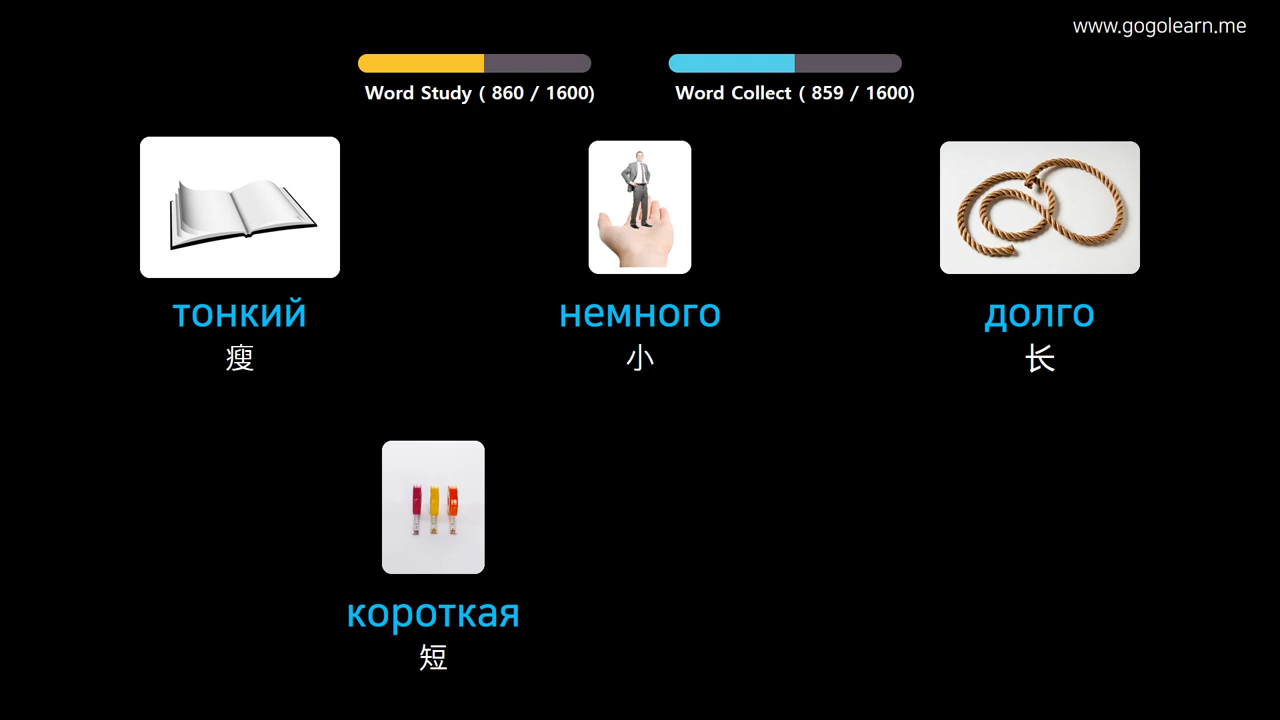 www.gogolearn.me
Word Study ( 860 / 1600)
Word Collect ( 859 / 1600)
тонкий
瘦
немного
小
долго
长
короткая
短